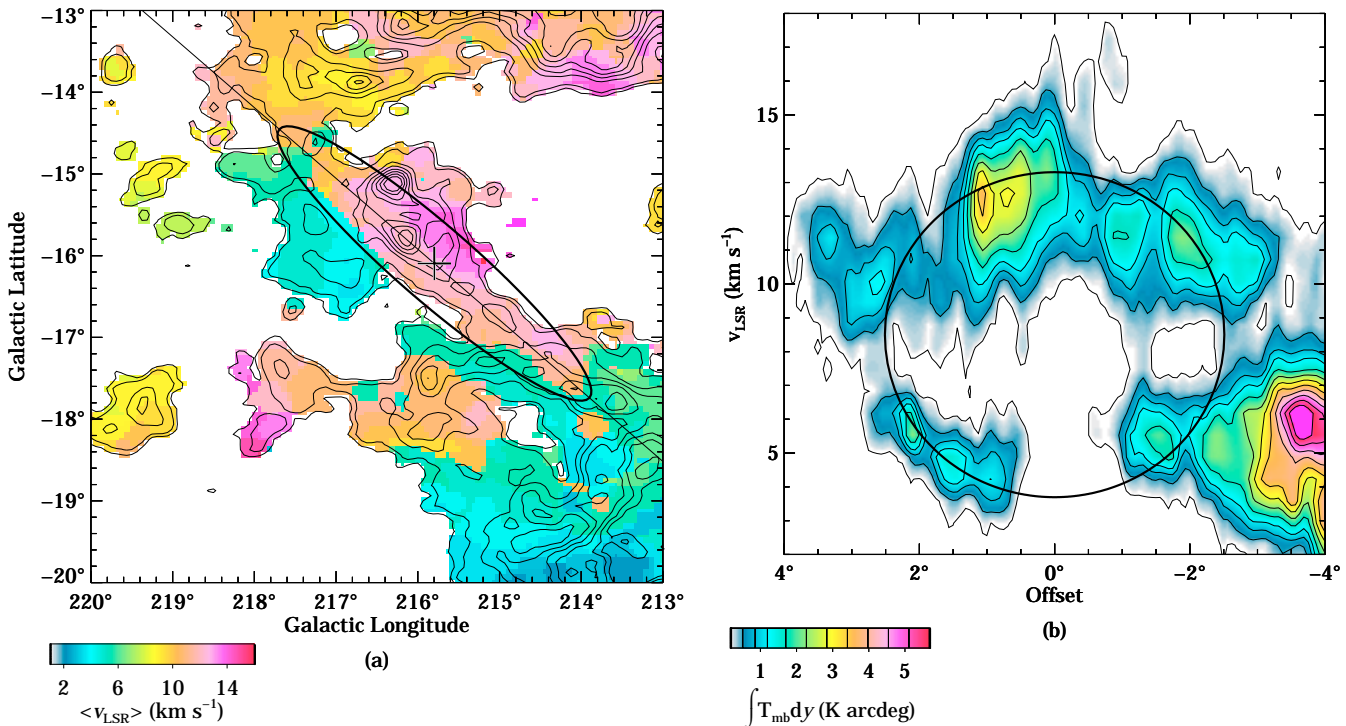 −13°
−14°
−15°
−16°
−17°
−18°
−19°
−20°
Galactic Latitude
220° 219° 218° 217° 216° 215° 214° 213°
Galactic Longitude
(a)
2 6 10 14
<v_LSR> (km s⁻¹)
15
10
5
v_LSR (km s⁻¹)
4° 2° 0° −2° −4°
Offset
(b)
1 2 3 4 5
∫T_mb dy (K arcdeg)